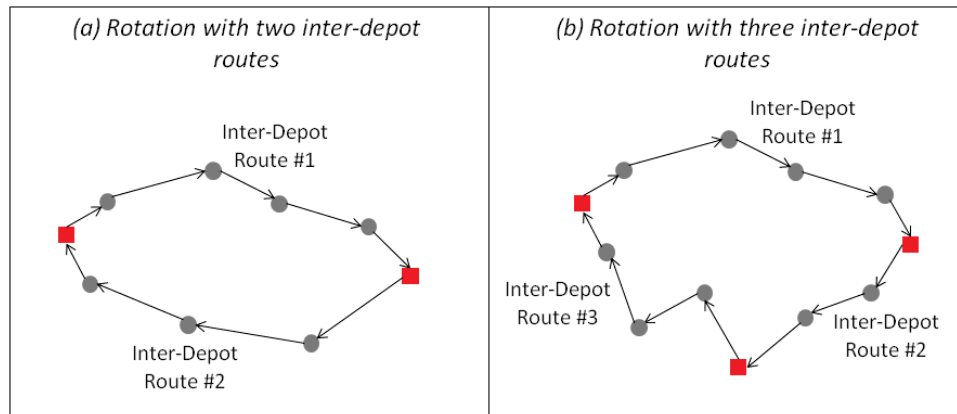 (a) Rotation with two inter-depot
routes
Inter-Depot
Route #1
Inter-Depot
Route #2
(b) Rotation with three inter-depot
routes
Inter-Depot
Route #1
Inter-Depot
Route #3
Inter-Depot
Route #2